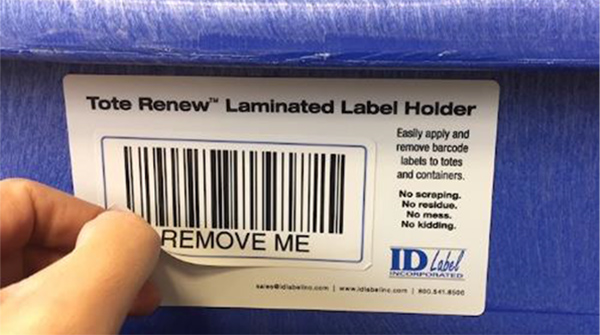 Tote Renew™ Laminated Label Holder
Easily apply and
remove barcode
labels to totes
and containers.
No scraping.
No residue.
No mess.
No kidding.
REMOVE ME
ID Label
INCORPORATED
sales@idlabelinc.com | www.idlabelinc.com | 800.541.8506